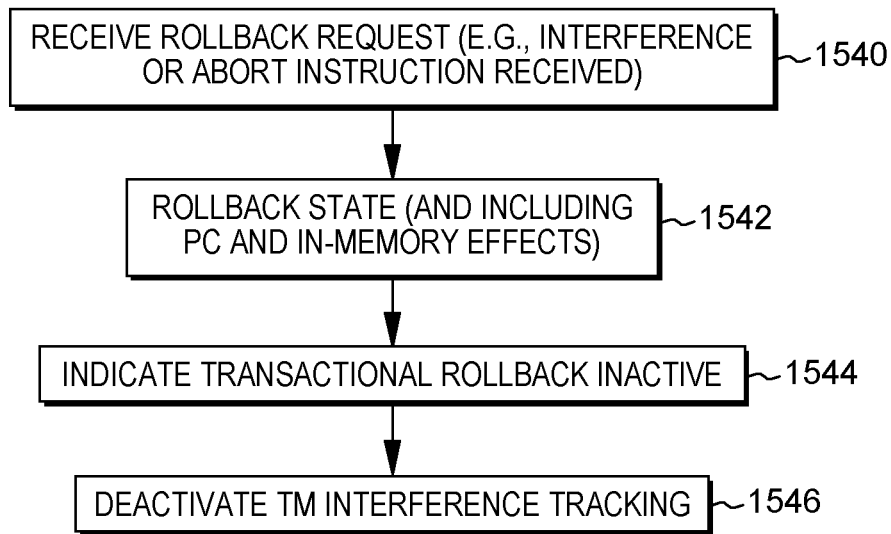 RECEIVE ROLLBACK REQUEST (E.G., INTERFERENCE
OR ABORT INSTRUCTION RECEIVED)
1540
ROLLBACK STATE (AND INCLUDING
PC AND IN-MEMORY EFFECTS)
1542
INDICATE TRANSACTIONAL ROLLBACK INACTIVE
1544
DEACTIVATE TM INTERFERENCE TRACKING
1546